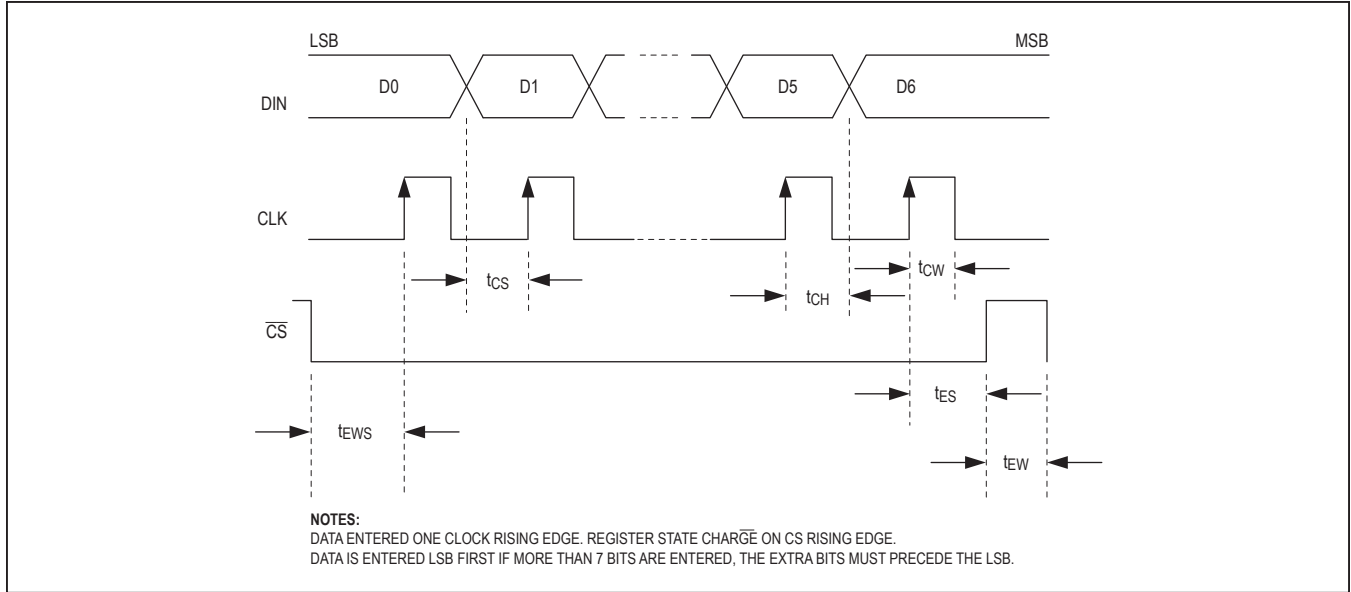 LSB MSB
DIN D0 D1 D5 D6
CLK
tCS tCH tCW
CS
tEWS tES
tEW
NOTES:
DATA ENTERED ONE CLOCK RISING EDGE. REGISTER STATE CHARGE ON CS RISING EDGE.
DATA IS ENTERED LSB FIRST IF MORE THAN 7 BITS ARE ENTERED, THE EXTRA BITS MUST PRECEDE THE LSB.